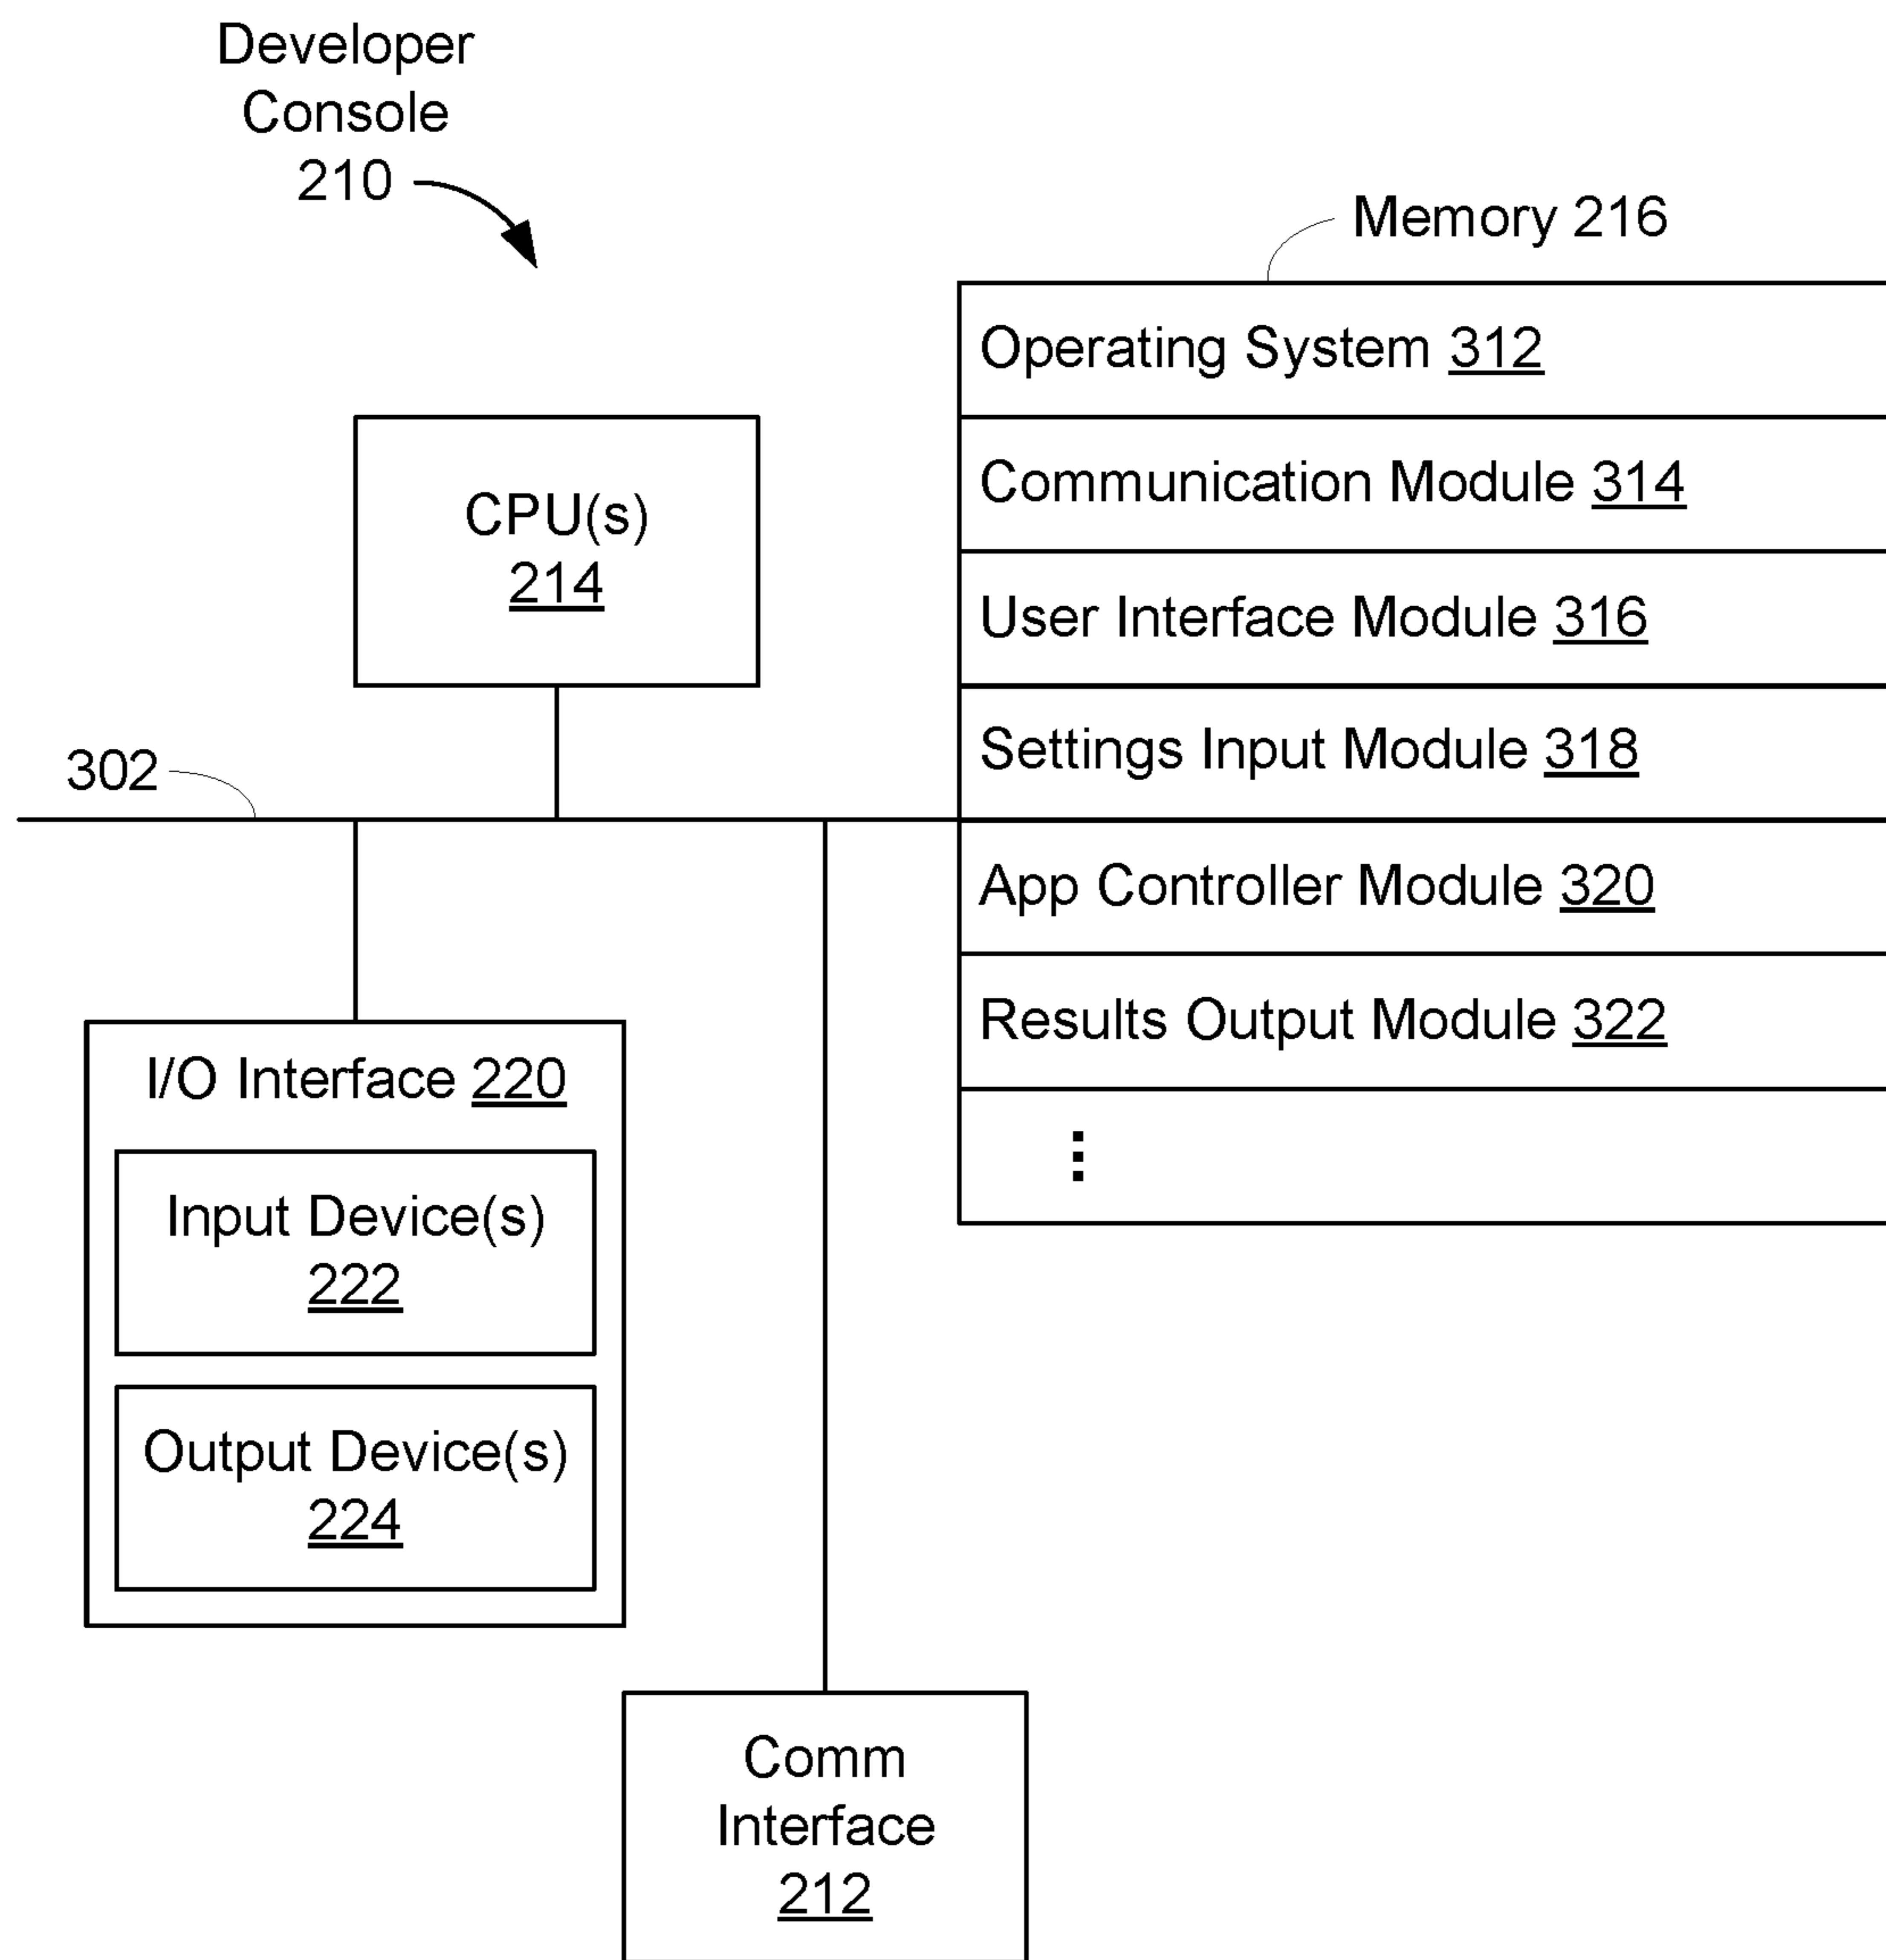 Developer
Console
210
Memory 216
Operating System 312
Communication Module 314
CPU(s)
214
User Interface Module 316
Settings Input Module 318
302
App Controller Module 320
Results Output Module 322
I/O Interface 220
Input Device(s)
222
Output Device(s)
224
Comm
Interface
212